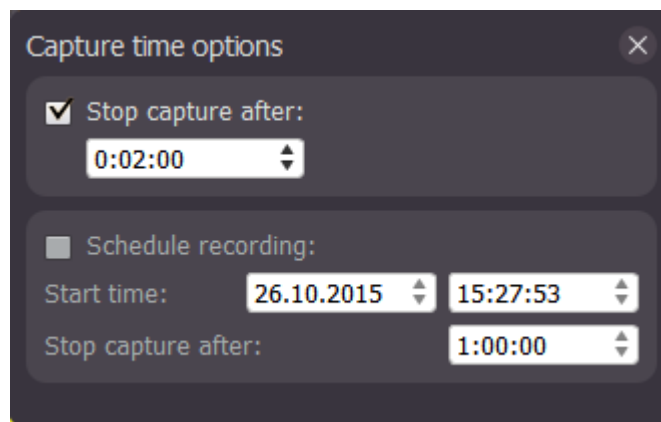 Capture time options
Stop capture after:
0:02:00
Schedule recording:
Start time: 26.10.2015 15:27:53
Stop capture after: 1:00:00